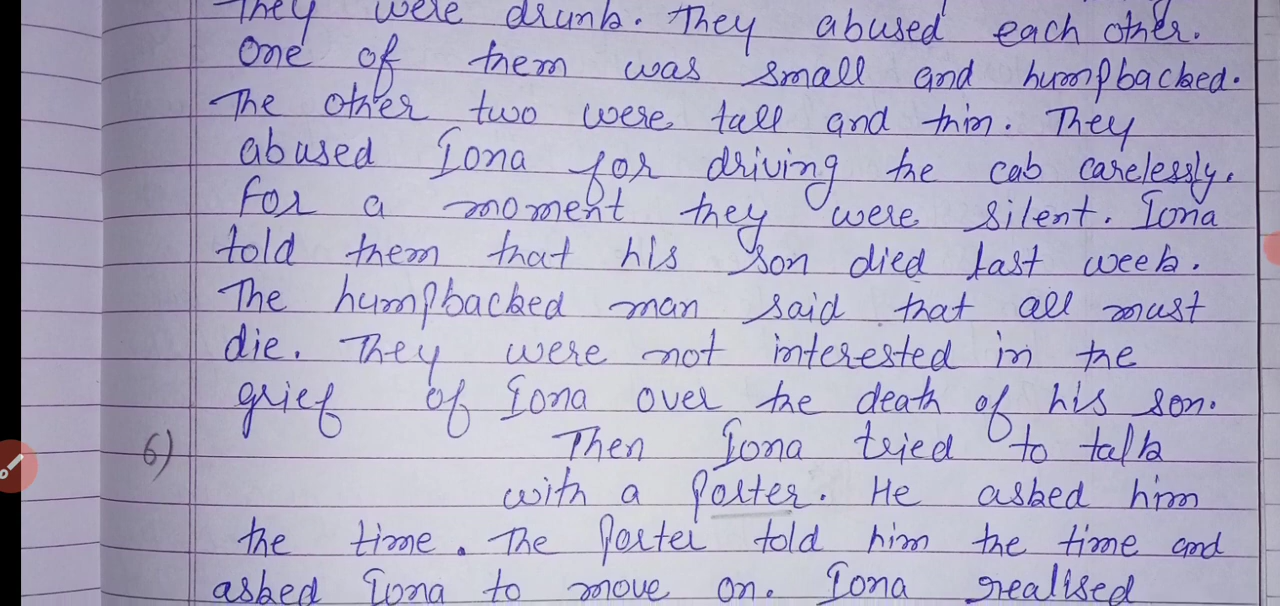 They were drunk. They abused each other.
One of them was small and humpbacked.
The other two were tall and thin. They
abused Iona for driving the cab carelessly.
For a moment they were silent. Iona
told them that his son died last week.
The humpbacked man said that all must
die. They were not interested in the
grief of Iona over the death of his son.
6) Then Iona tried to talk
with a porter. He asked him
the time. The Porter told him the time and
asked Iona to move on. Iona realised